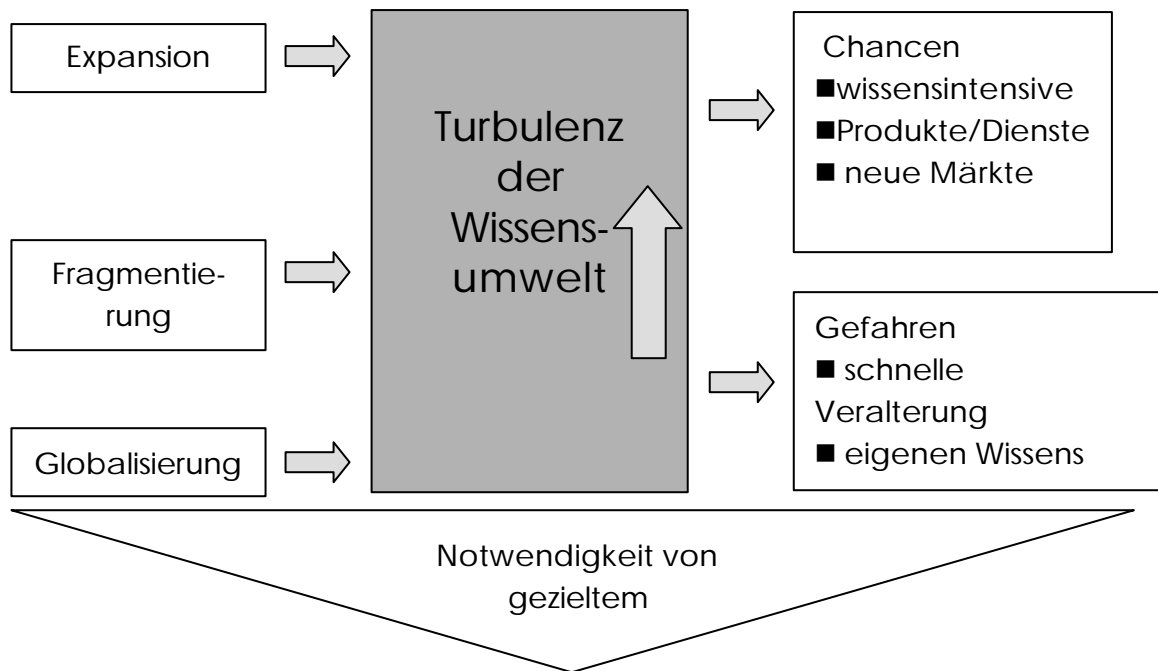 Expansion
Fragmentie-
rung
Globalisierung
Turbulenz
der
Wissens-
umwelt
Chancen
■wissensintensive
■Produkte/Dienste
■ neue Märkte
Gefahren
■ schnelle
Veralterung
■ eigenen Wissens
Notwendigkeit von
gezieltem